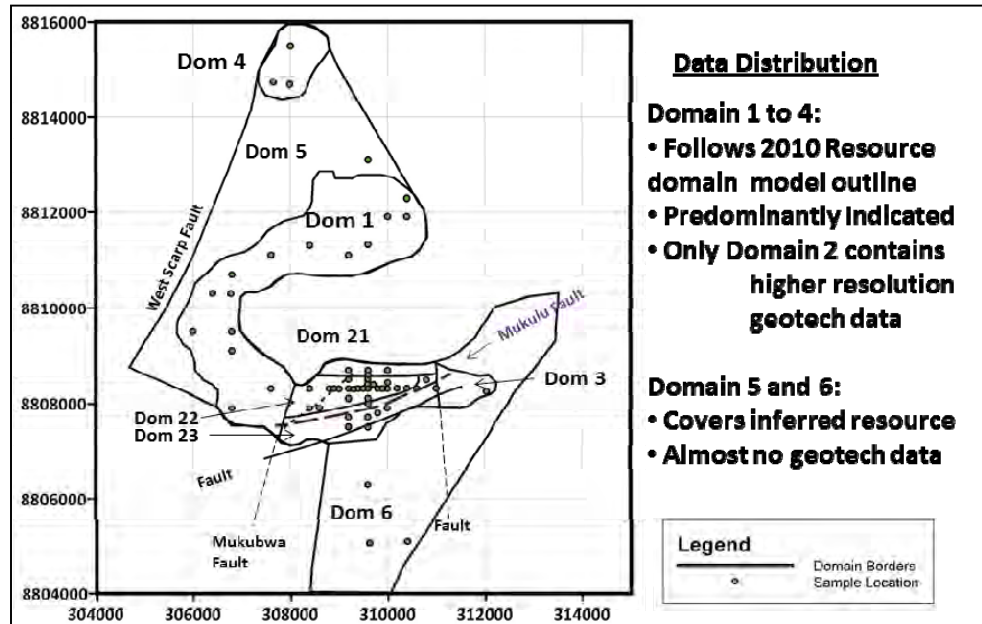 8816000
8814000
8812000
8810000
8808000
8806000
8804000
304000
306000
308000
310000
312000
314000
Dom 4
Dom 5
Dom 1
West Scarp Fault
Dom 21
Mukulu Fault
Dom 3
Dom 22
Dom 23
Fault
Mukubwa
Fault
Dom 6
Fault
Data Distribution
Domain 1 to 4:
• Follows 2010 Resource
domain model outline
• Predominantly Indicated
• Only Domain 2 contains
higher resolution
geotech data
Domain 5 and 6:
• Covers inferred resource
• Almost no geotech data
Legend
Domain Borders
Sample Location